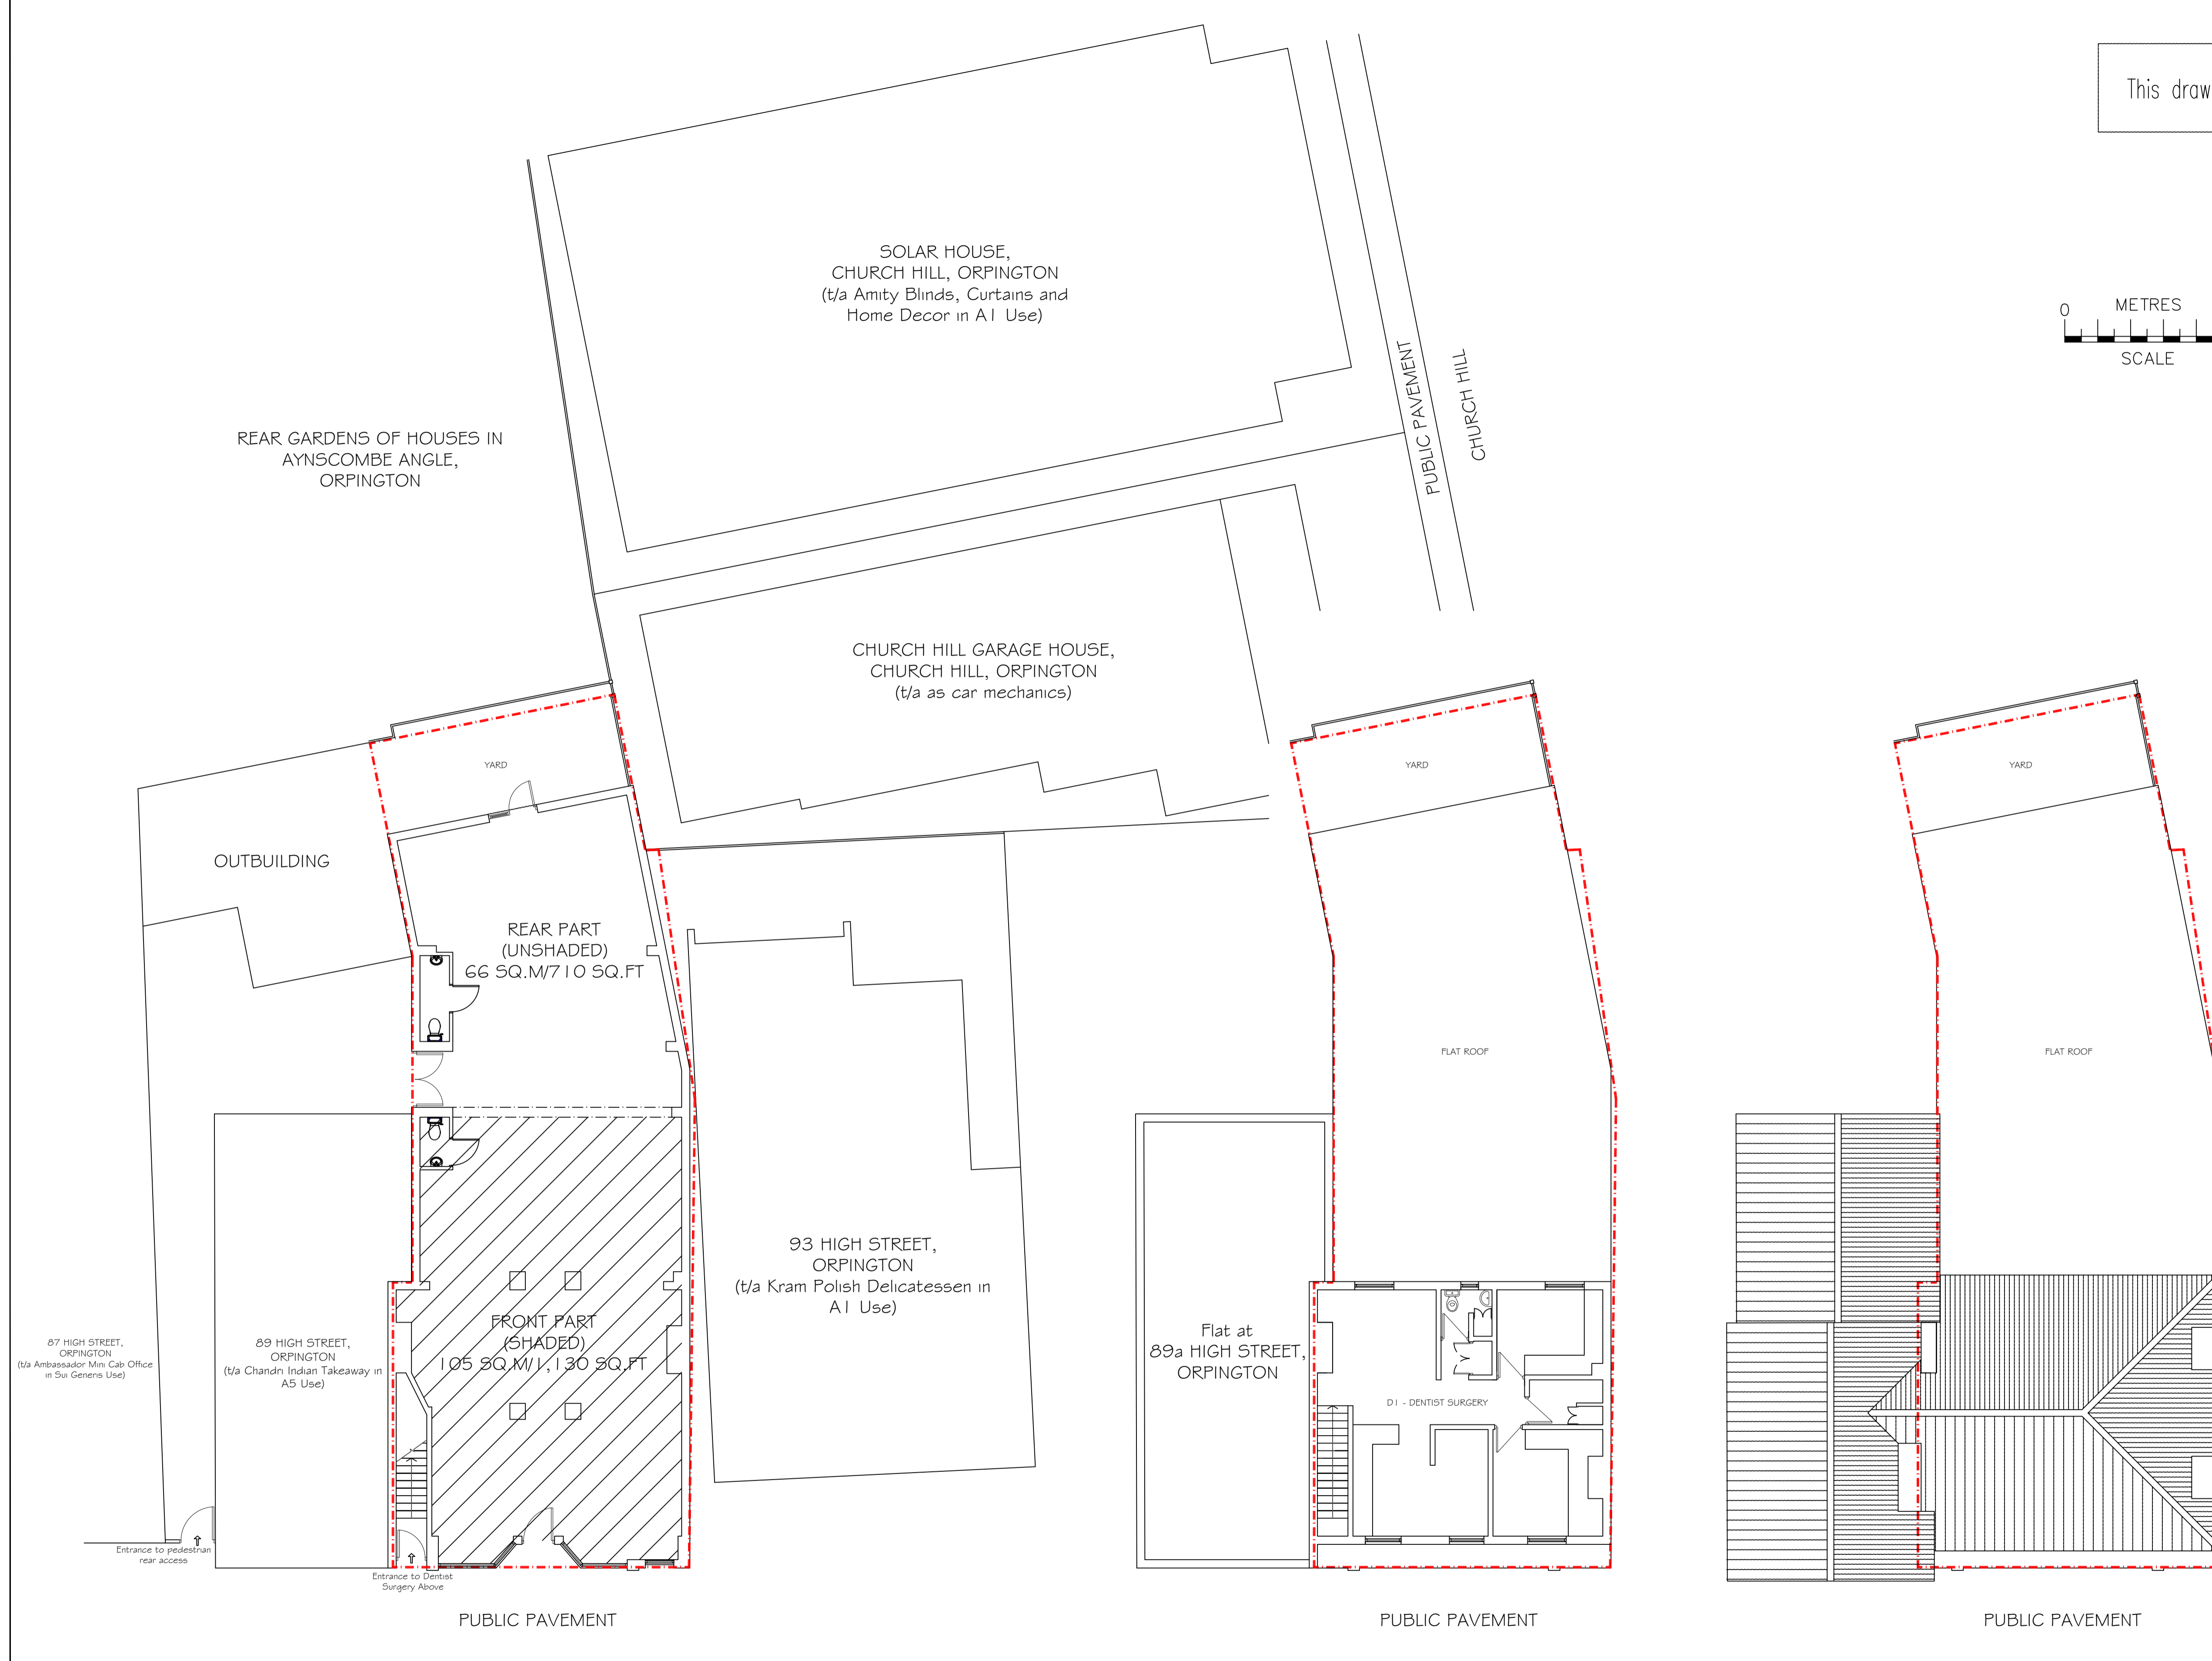 This draw
0 METRES
SCALE
SOLAR HOUSE,
CHURCH HILL, ORPINGTON
(t/a Amity Blinds, Curtains and
Home Decor in A1 Use)
PUBLIC PAVEMENT
CHURCH HILL
REAR GARDENS OF HOUSES IN
AYNSCOMBE ANGLE,
ORPINGTON
CHURCH HILL GARAGE HOUSE,
CHURCH HILL, ORPINGTON
(t/a as car mechanics)
YARD
OUTBUILDING
REAR PART
(UNSHADED)
66 SQ.M/710 SQ.FT
93 HIGH STREET,
ORPINGTON
(t/a Kram Polish Delicatessen in
A1 Use)
FRONT PART
(SHADED)
105 SQ.M/1,130 SQ.FT
87 HIGH STREET,
ORPINGTON
(t/a Ambassador Mini Cab Office
in Sui Generis Use)
89 HIGH STREET,
ORPINGTON
(t/a Chandri Indian Takeaway in
A5 Use)
Entrance to pedestrian
rear access
Entrance to Dentist
Surgery Above
PUBLIC PAVEMENT
YARD
FLAT ROOF
Flat at
89a HIGH STREET,
ORPINGTON
D1 - DENTIST SURGERY
PUBLIC PAVEMENT
YARD
FLAT ROOF
PUBLIC PAVEMENT